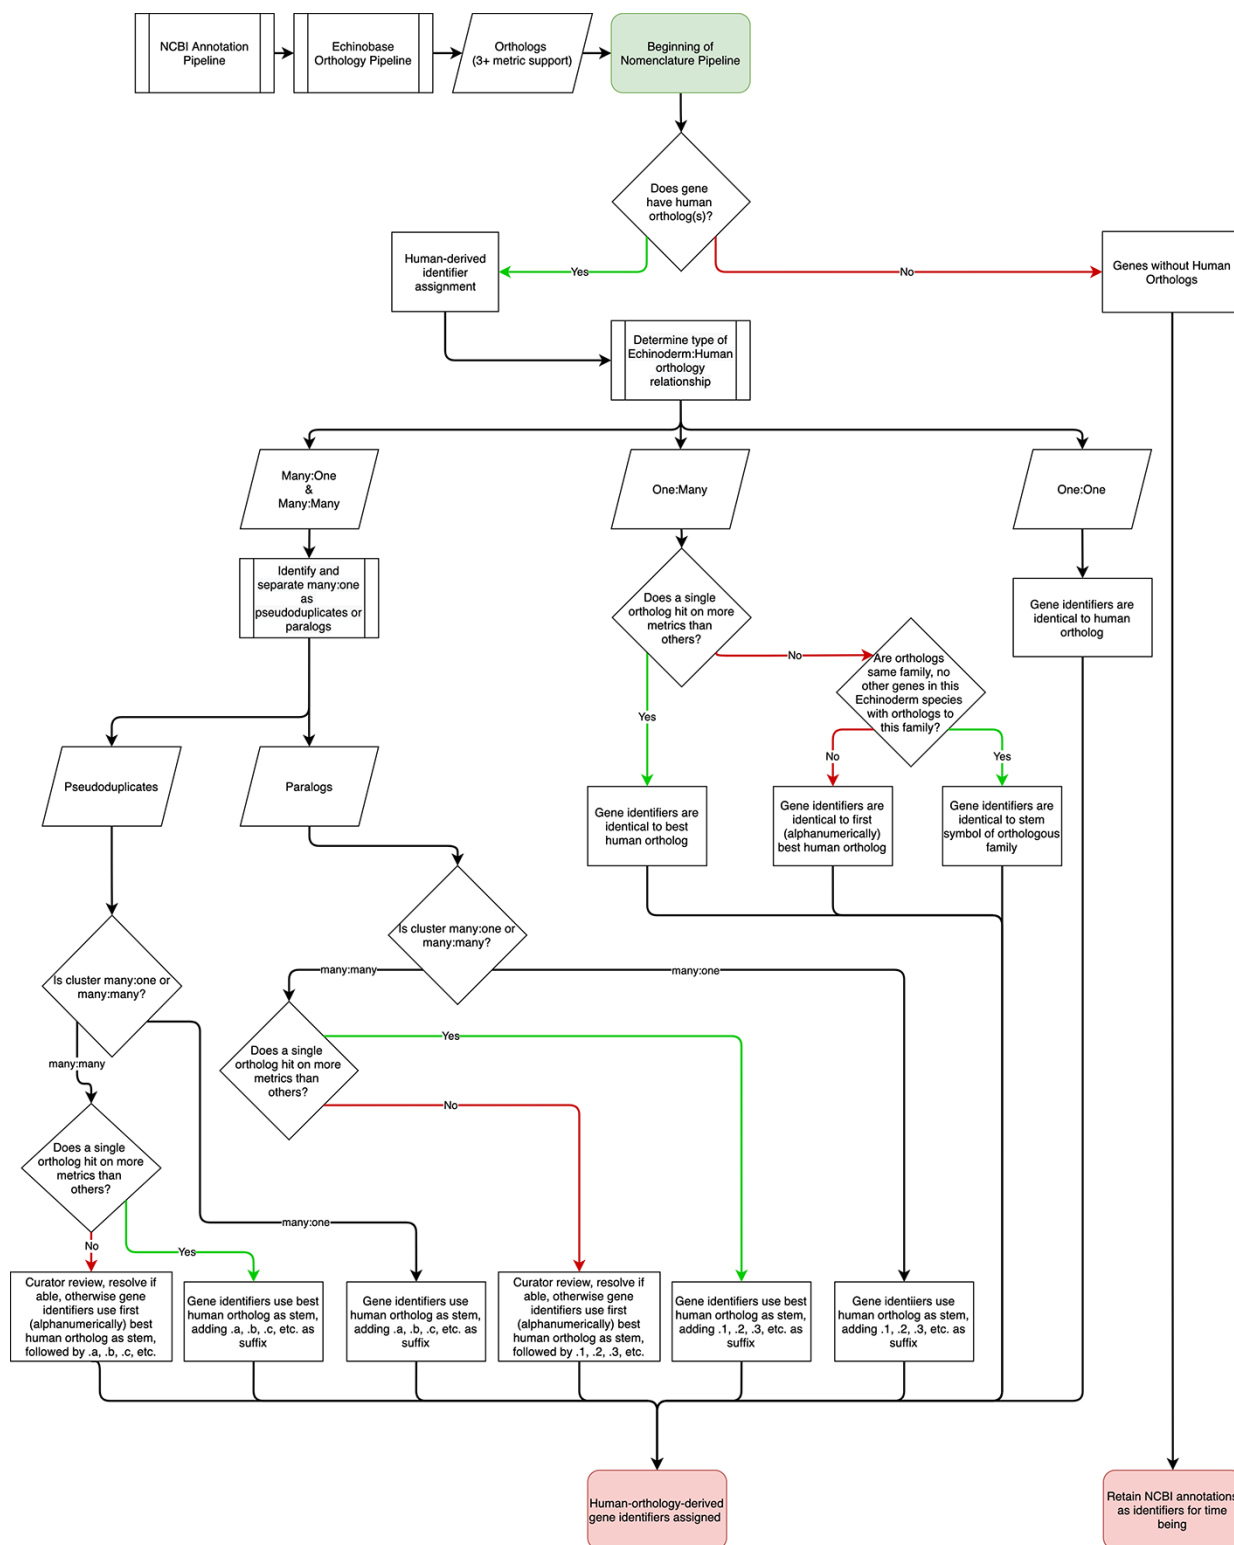 NCBI Annotation
Pipeline
Echinobase
Orthology Pipeline
Orthologs
(3+ metric support)
Beginning of
Nomenclature Pipeline
Does gene
have human
ortholog(s)?
Human-derived
identifier
assignment
Yes
No
Genes without Human
Orthologs
Determine type of
Echinoderm:Human
orthology
relationship
Many:One
&
Many:Many
One:Many
One:One
Identify and
separate many:one
as
pseudoduplicates or
paralogs
Does a single
ortholog hit on more
metrics than
others?
Gene identifiers are
identical to human
ortholog
No
Are orthologs
same family, no
other genes in this
Echinoderm species
with orthologs to
this family?
Yes
No
Yes
Pseudoduplicates
Paralogs
Gene identifiers are
identical to best
human ortholog
Gene identifiers are
identical to first
(alphanumerically)
best human ortholog
Gene identifiers are
identical to stem
symbol of orthologous
family
Is cluster many:one or
many:many?
Is cluster many:one or
many:many?
many:many
many:one
Does a single
ortholog hit on more
metrics than
others?
Yes
No
many:many
Does a single
ortholog hit on more
metrics than
others?
many:one
No
Yes
Curator review, resolve if
able, otherwise gene
identifiers use first
(alphanumerically) best
human ortholog as stem,
followed by .a, .b, .c, etc.
Gene identifiers use best
human ortholog as stem,
adding .a, .b, .c, etc. as
suffix
Gene identifiers use
human ortholog as stem,
adding .a, .b, .c, etc. as
suffix
Curator review, resolve if
able, otherwise gene
identifiers use first
(alphanumerically) best
human ortholog as stem,
followed by .1, .2, .3, etc.
Gene identifiers use best
human ortholog as stem,
adding .1, .2, .3, etc. as
suffix
Gene identiiers use
human ortholog as stem,
adding .1, .2, .3, etc. as
suffix
Human-orthology-derived
gene identifiers assigned
Retain NCBI annotations
as identifiers for time
being